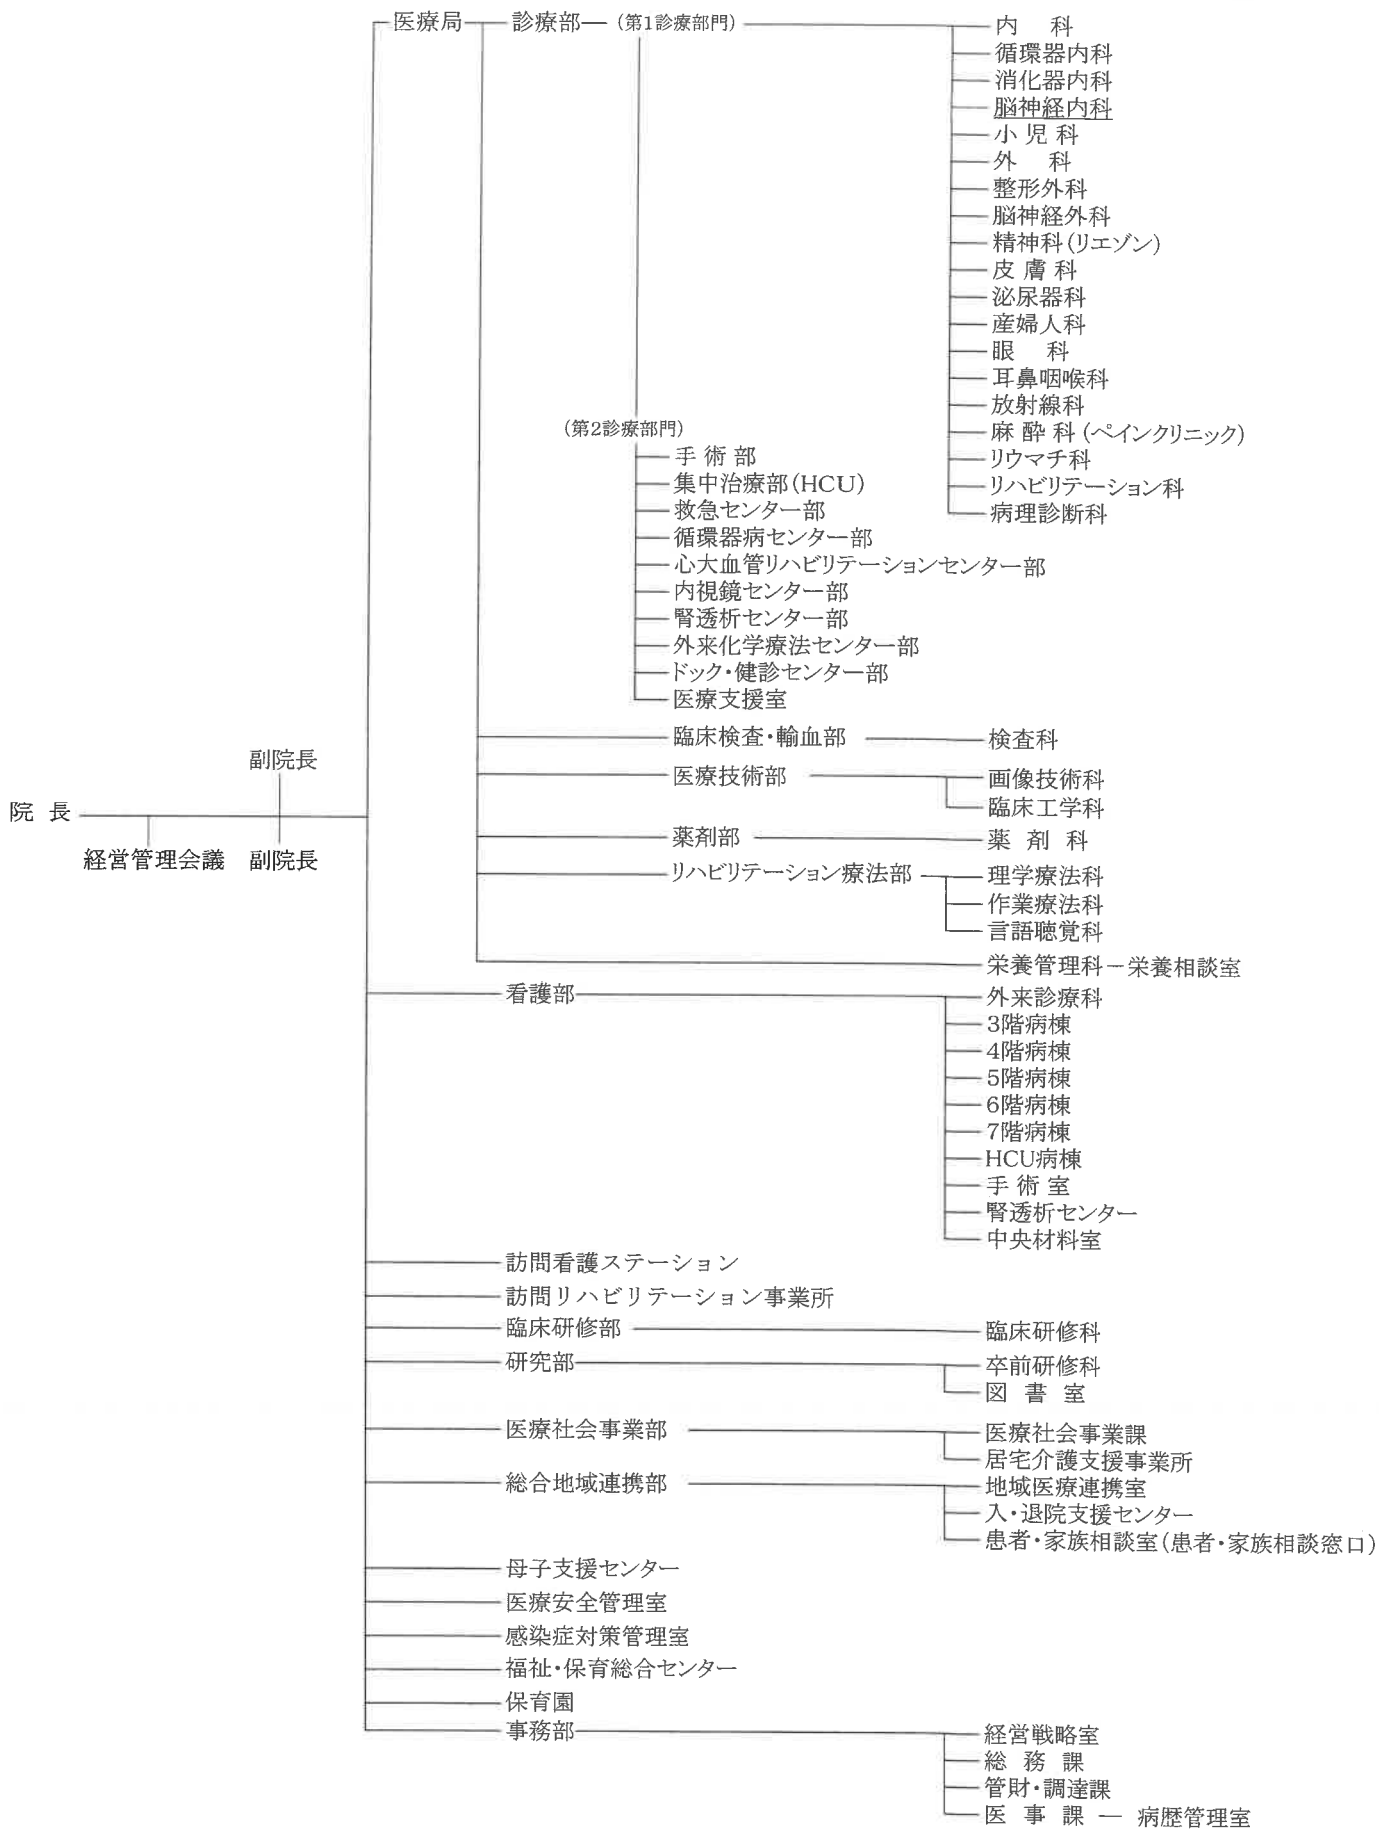 医療局 診療部 (第1診療部門) 内 科
循環器内科
消化器内科
脳神経内科
小児科
外 科
整形外科
脳神経外科
精神科(リエゾン)
皮膚科
泌尿器科
産婦人科
眼 科
耳鼻咽喉科
放射線科
麻酔科(ペインクリニック)
リウマチ科
リハビリテーション科
病理診断科
(第2診療部門)
手術部
集中治療部(HCU)
救急センター部
循環器病センター部
心大血管リハビリテーションセンター部
内視鏡センター部
腎透析センター部
外来化学療法センター部
ドック・健診センター部
医療支援室
臨床検査・輸血部 検査科
医療技術部 画像技術科
臨床工学科
薬剤部 薬剤科
リハビリテーション療法部 理学療法科
作業療法科
言語聴覚科
栄養管理科－栄養相談室
副院長
院長
経営管理会議 副院長
看護部 外来診療科
3階病棟
4階病棟
5階病棟
6階病棟
7階病棟
HCU病棟
手術室
腎透析センター
中央材料室
訪問看護ステーション
訪問リハビリテーション事業所
臨床研修部 臨床研修科
研究部 卒前研修科
図書室
医療社会事業部 医療社会事業課
居宅介護支援事業所
総合地域連携部 地域医療連携室
入・退院支援センター
患者・家族相談室(患者・家族相談窓口)
母子支援センター
医療安全管理室
感染症対策管理室
福祉・保育総合センター
保育園
事務部 経営戦略室
総務課
管財・調達課
医事課 — 病歴管理室